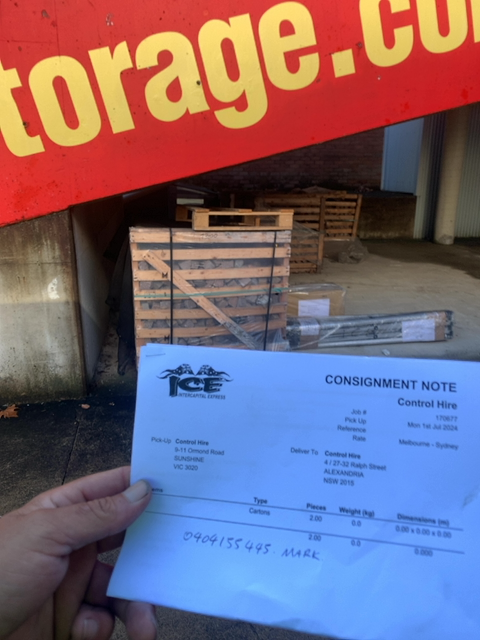 torage.co
ICE
INTERCAPITAL EXPRESS
CONSIGNMENT NOTE
Control Hire
Job # 170677
Pick Up Mon 1st Jul 2024
Reference
Rate Melbourne - Sydney
Pick-Up Control Hire
9-11 Ormond Road
SUNSHINE
VIC 3020
Deliver To Control Hire
4 / 27-32 Ralph Street
ALEXANDRIA
NSW 2015
Type Pieces Weight (kg) Dimensions (m)
Cartons 2.00 0.0 0.00 x 0.00 x 0.00
2.00 0.0 0.000
0404155495. MARK